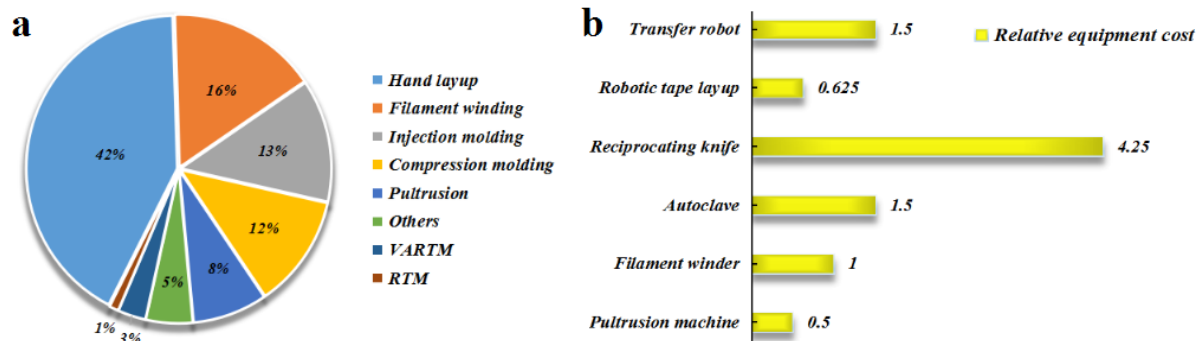 a
42%
16%
13%
12%
8%
5%
3%
1%
Hand layup
Filament winding
Injection molding
Compression molding
Pultrusion
Others
VARTM
RTM
b
Transfer robot 1.5
Robotic tape layup 0.625
Reciprocating knife 4.25
Autoclave 1.5
Filament winder 1
Pultrusion machine 0.5
Relative equipment cost